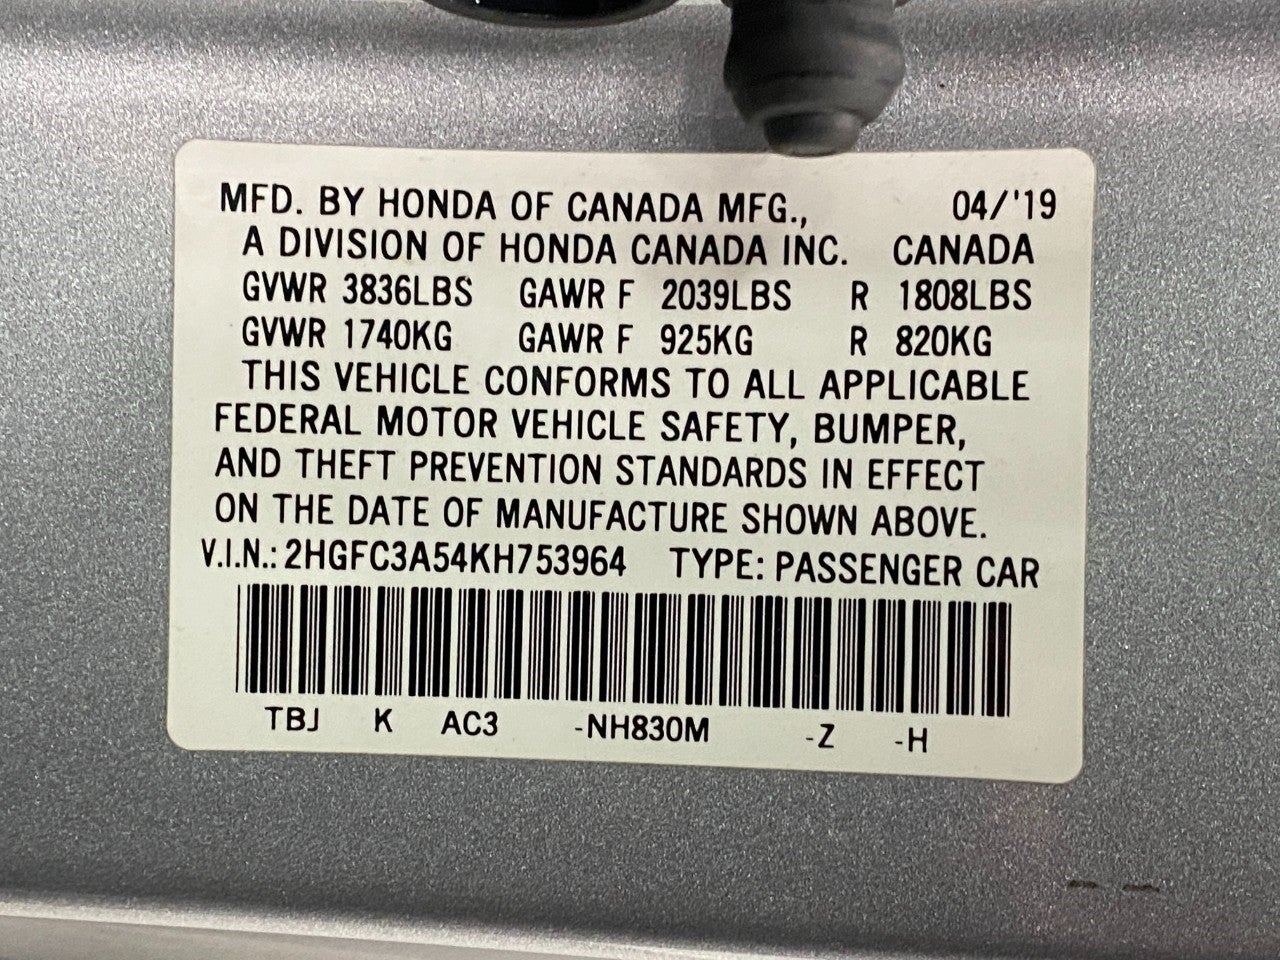 MFD. BY HONDA OF CANADA MFG., 04/'19
A DIVISION OF HONDA CANADA INC. CANADA
GVWR 3836LBS GAWR F 2039LBS R 1808LBS
GVWR 1740KG GAWR F 925KG R 820KG
THIS VEHICLE CONFORMS TO ALL APPLICABLE
FEDERAL MOTOR VEHICLE SAFETY, BUMPER,
AND THEFT PREVENTION STANDARDS IN EFFECT
ON THE DATE OF MANUFACTURE SHOWN ABOVE.
V.I.N.: 2HGFC3A54KH753964 TYPE: PASSENGER CAR
TBJ K AC3 -NH830M -Z -H